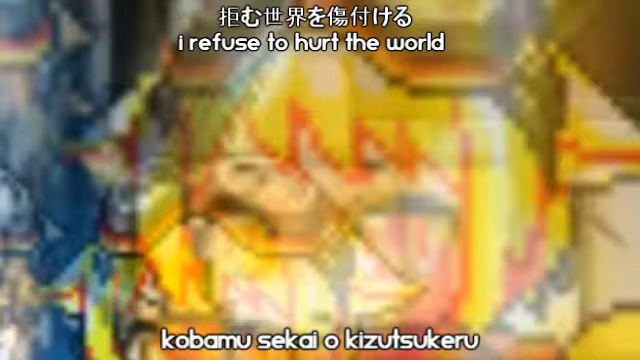 拒む世界を傷付ける
i refuse to hurt the world
kobamu sekai o kizutsukeru